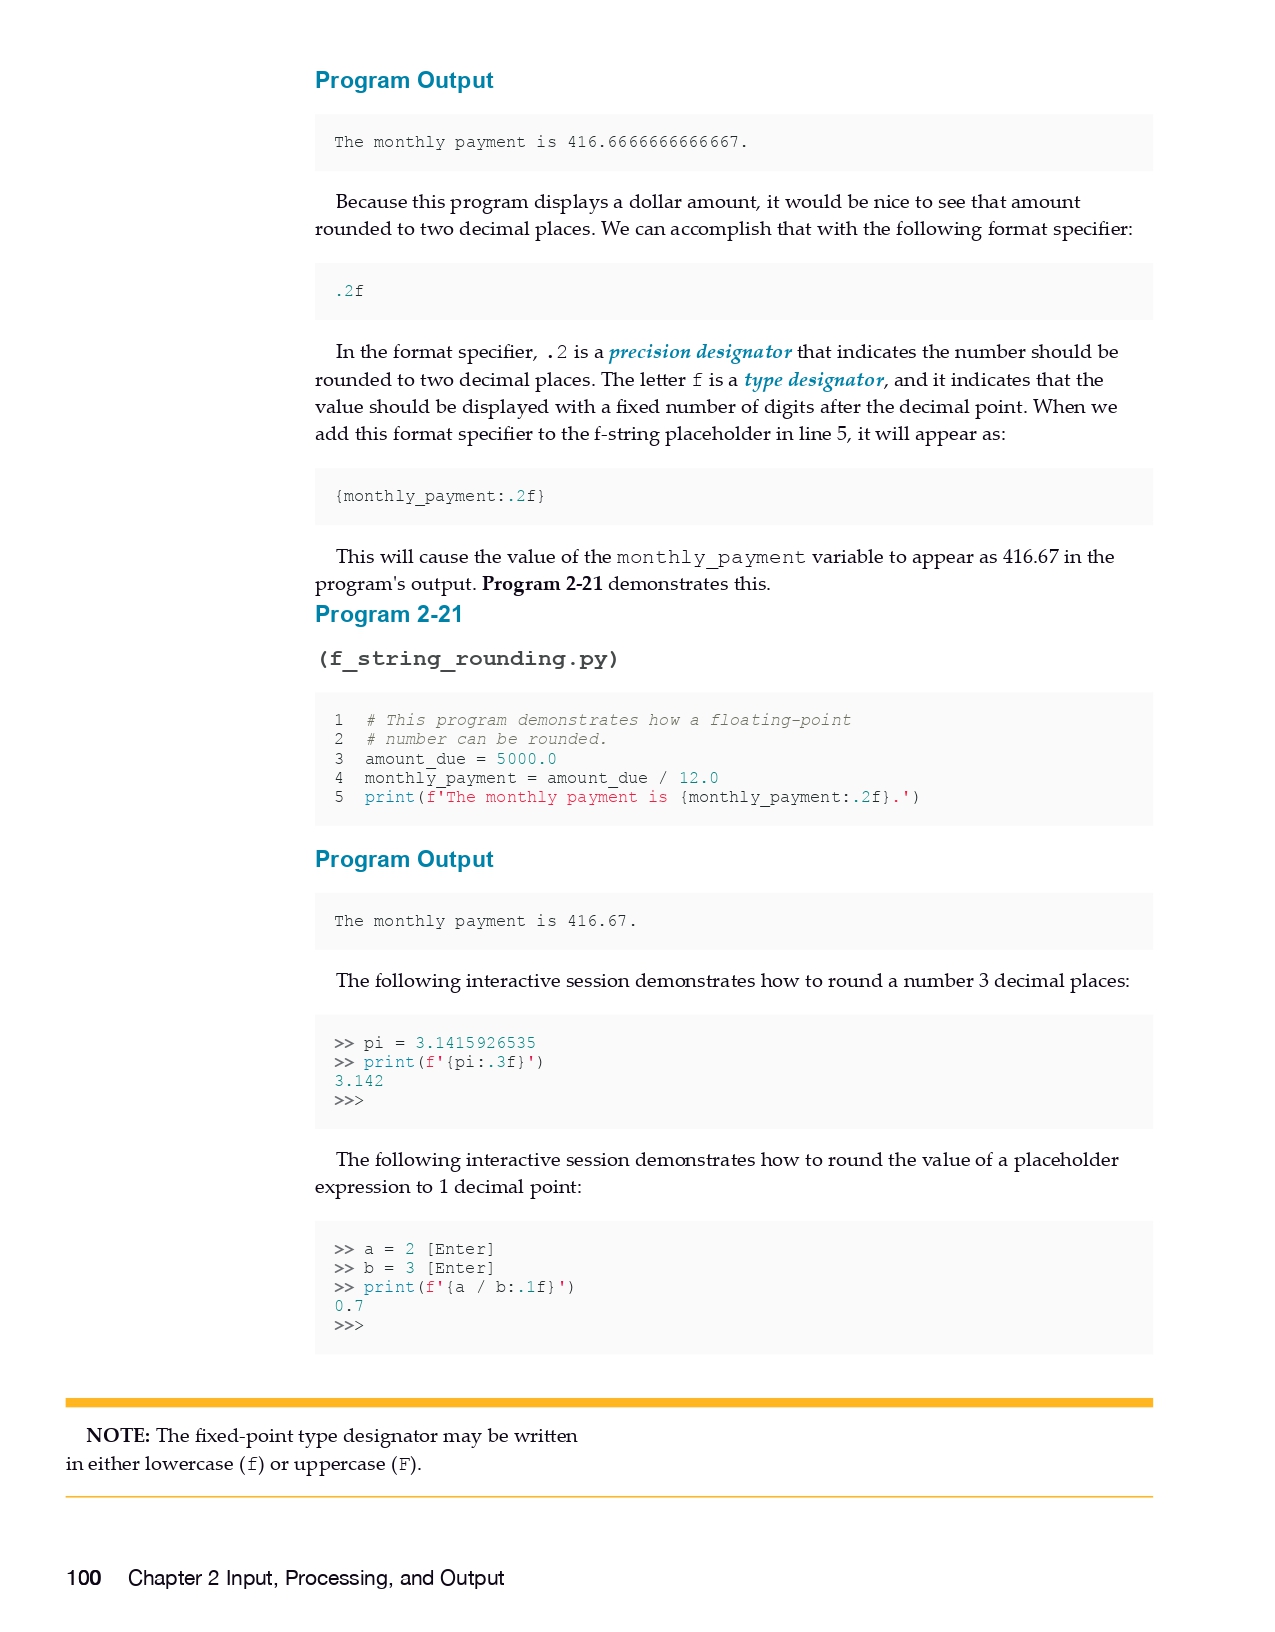 Program Output
The monthly payment is 416.6666666666667.
Because this program displays a dollar amount, it would be nice to see that amount
rounded to two decimal places. We can accomplish that with the following format specifier:
.2f
In the format specifier, .2 is a precision designator that indicates the number should be
rounded to two decimal places. The letter f is a type designator, and it indicates that the
value should be displayed with a fixed number of digits after the decimal point. When we
add this format specifier to the f-string placeholder in line 5, it will appear as:
{monthly_payment:.2f}
This will cause the value of the monthly_payment variable to appear as 416.67 in the
program's output. Program 2-21 demonstrates this.
Program 2-21
(f_string_rounding.py)
1 # This program demonstrates how a floating-point
2 # number can be rounded.
3 amount_due = 5000.0
4 monthly_payment = amount_due / 12.0
5 print(f'The monthly payment is {monthly_payment:.2f}.')
Program Output
The monthly payment is 416.67.
The following interactive session demonstrates how to round a number 3 decimal places:
>> pi = 3.1415926535
>> print(f'{pi:.3f}')
3.142
>>>
The following interactive session demonstrates how to round the value of a placeholder
expression to 1 decimal point:
>> a = 2 [Enter]
>> b = 3 [Enter]
>> print(f'{a / b:.1f}')
0.7
>>>
NOTE: The fixed-point type designator may be written
in either lowercase (f) or uppercase (F).
100 Chapter 2 Input, Processing, and Output